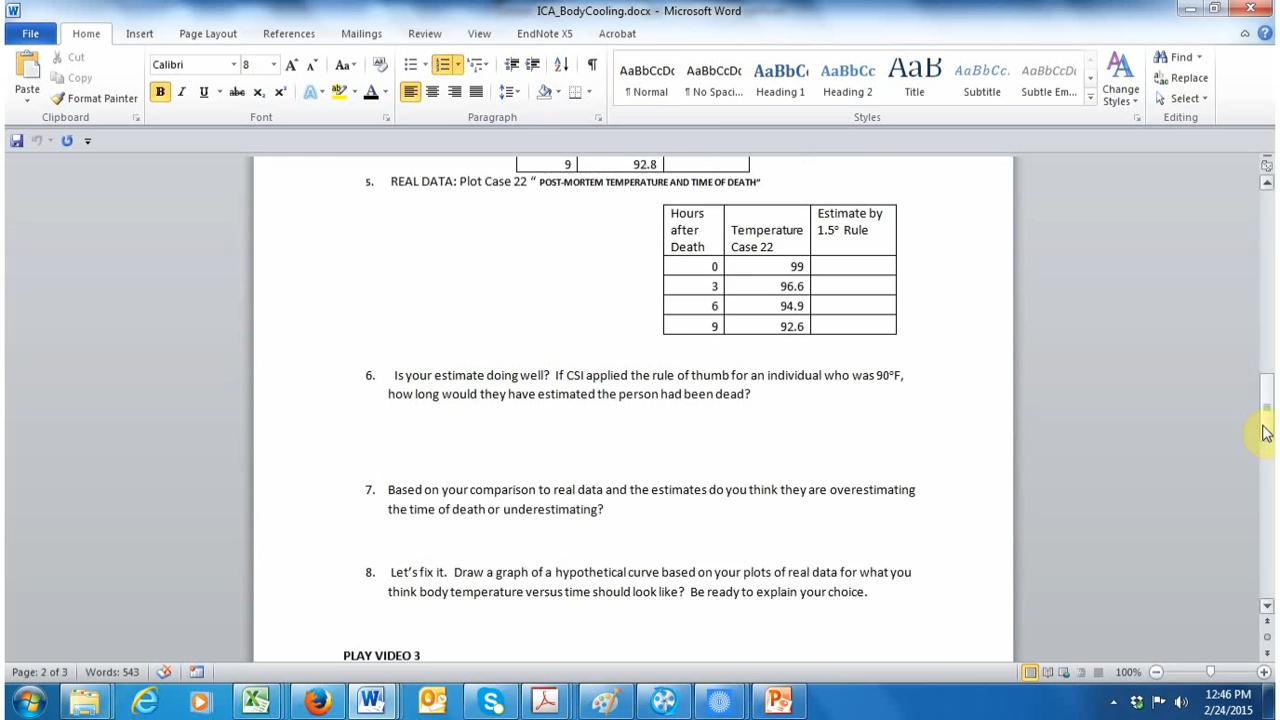 ICA_BodyCooling.docx - Microsoft Word
File Home Insert Page Layout References Mailings Review View EndNote X5 Acrobat
Cut
Copy
Paste
Format Painter
Calibri 8
Clipboard Font Paragraph Styles Editing
AaBbCcDc AaBbCcDc AaBbC AaBbCc AaB AaBbCcI AaBbCcDc
¶ Normal ¶ No Spaci... Heading 1 Heading 2 Title Subtitle Subtle Em...
Change Styles
Find
Replace
Select
9 92.8
5. REAL DATA: Plot Case 22 “ POST-MORTEM TEMPERATURE AND TIME OF DEATH”
Hours after Death Temperature Case 22 Estimate by 1.5° Rule
0 99
3 96.6
6 94.9
9 92.6
6. Is your estimate doing well? If CSI applied the rule of thumb for an individual who was 90°F,
how long would they have estimated the person had been dead?
7. Based on your comparison to real data and the estimates do you think they are overestimating
the time of death or underestimating?
8. Let’s fix it. Draw a graph of a hypothetical curve based on your plots of real data for what you
think body temperature versus time should look like? Be ready to explain your choice.
PLAY VIDEO 3
Page: 2 of 3 Words: 543 100%
12:46 PM
2/24/2015